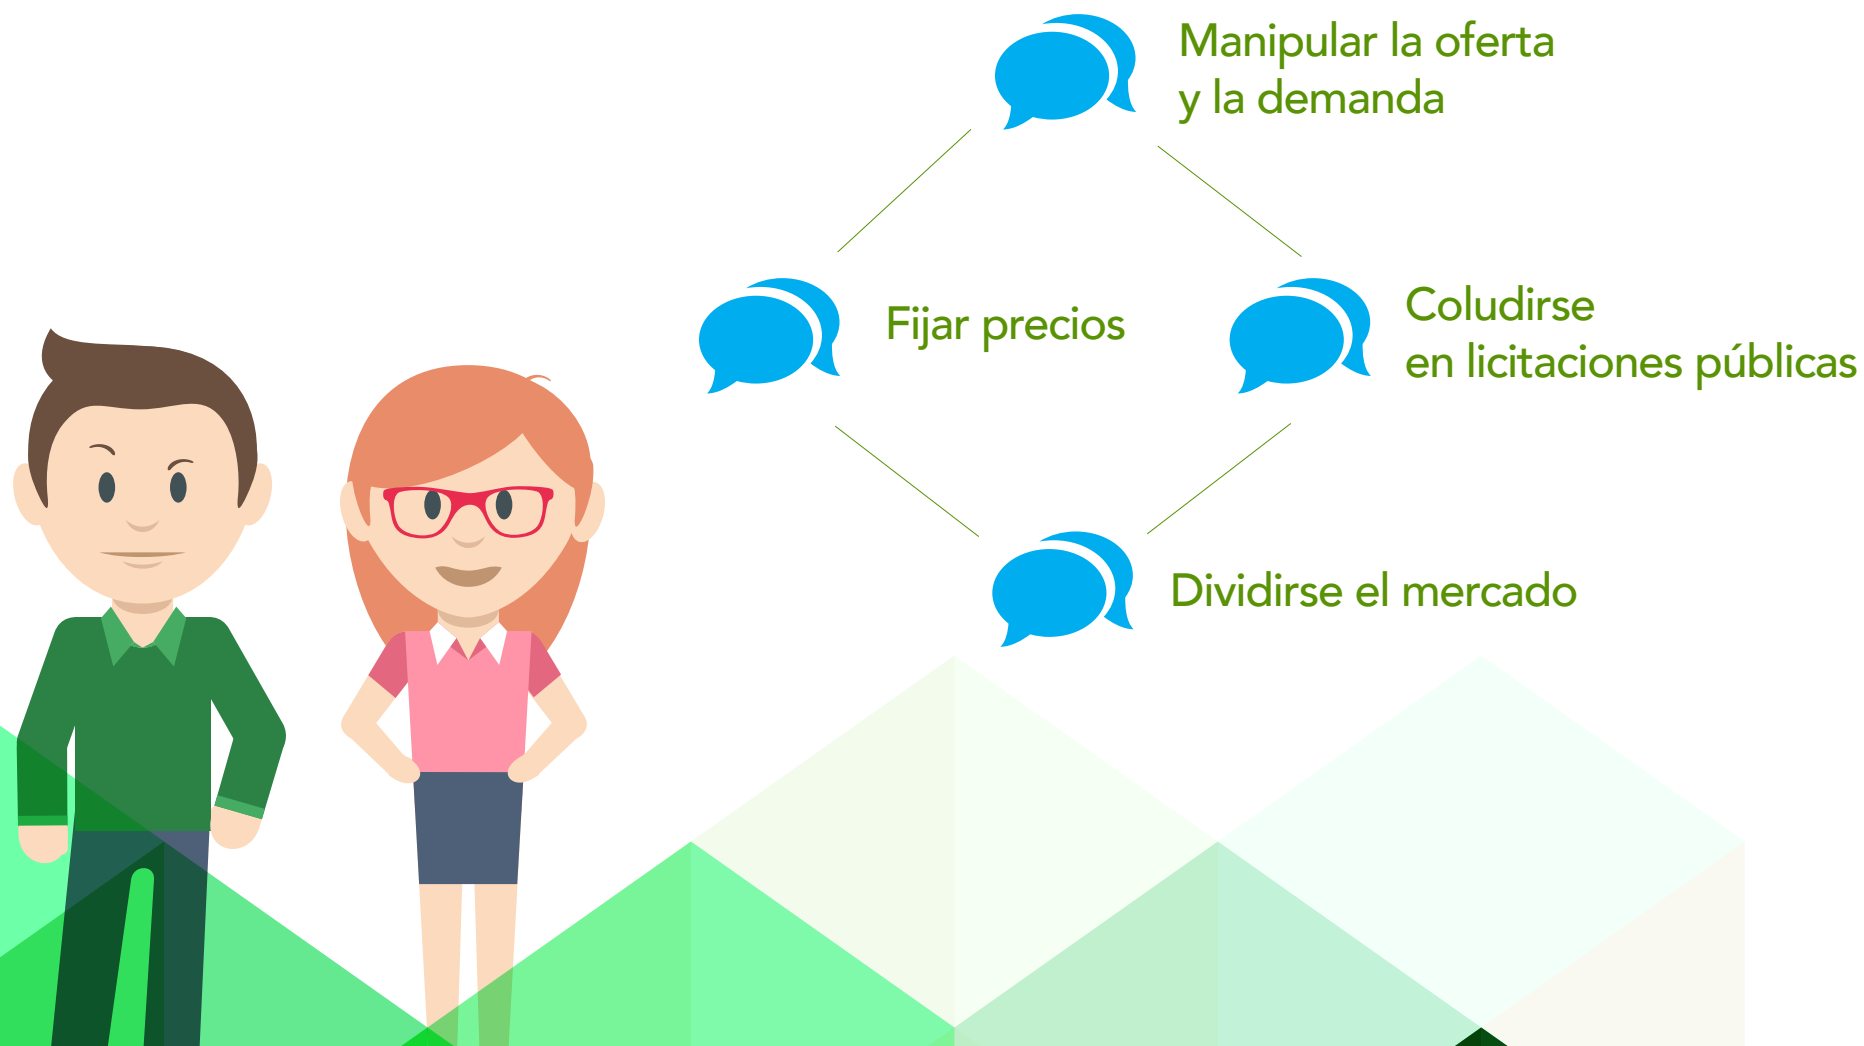 Manipular la oferta
y la demanda
Fijar precios
Coludirse
en licitaciones públicas
Dividirse el mercado